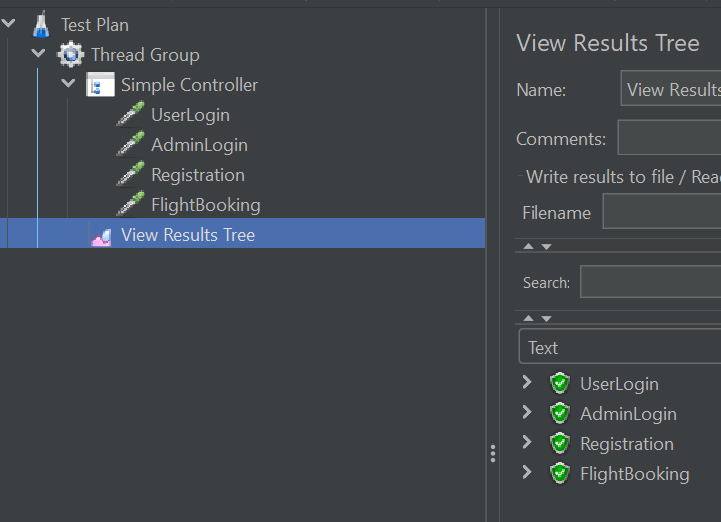 Test Plan
Thread Group
Simple Controller
UserLogin
AdminLogin
Registration
FlightBooking
View Results Tree
View Results Tree
Name: View Results
Comments:
Write results to file / Rea
Filename
Search:
Text
UserLogin
AdminLogin
Registration
FlightBooking